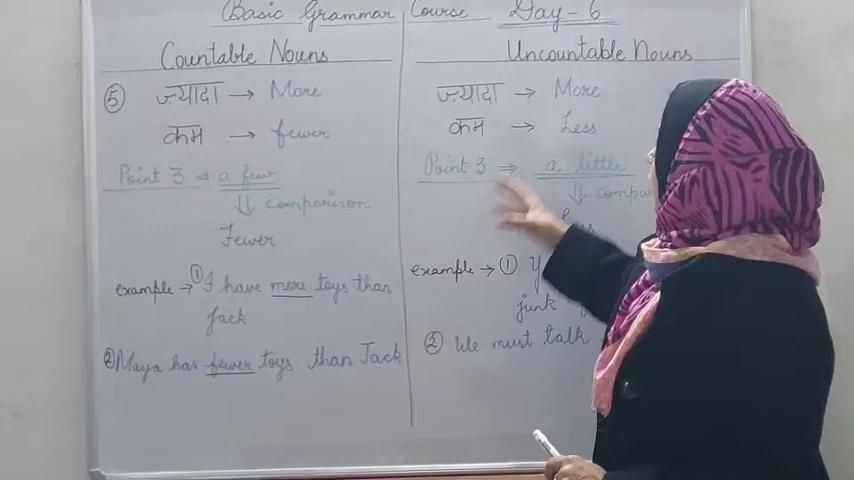 Basic Grammar Course Day-6
Countable Nouns
⑤ ज़्यादा → More
कम → fewer
Point 3 ⇒ a few
⇓ comparison
Fewer
example → ① I have more toys than
Jack
② Maya has fewer toys than Jack
Uncountable Nouns
ज़्यादा → More
कम → Less
Point 3 ⇒ a little
⇓
example → ①
junk
② We must talk